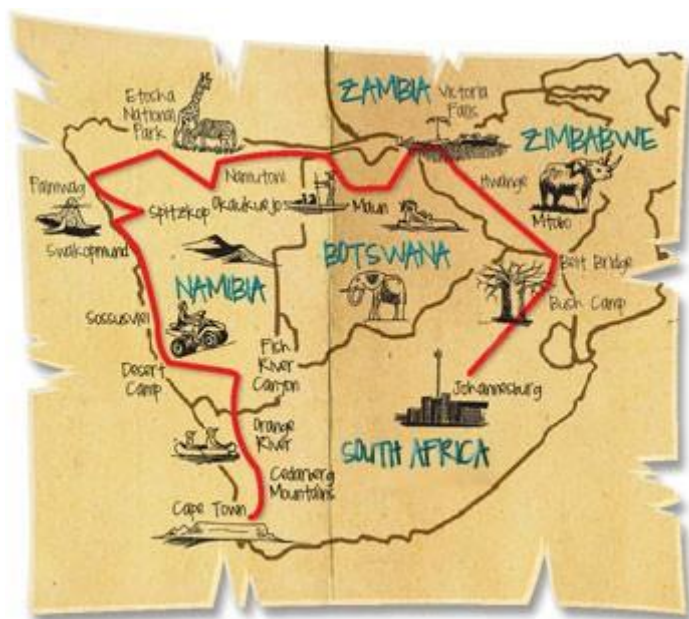 ZAMBIA
Victoria
Falls
Etosha
National
Park
ZIMBABWE
Hwange
Palmwag
Namutoni
Spitzkop
Okaukuejo
Maun
Mtobo
Swakopmund
BOTSWANA
Beit Bridge
NAMIBIA
Bush Camp
Sossusvlei
Fish
River
Canyon
Desert
Camp
Johannesburg
Orange
River
SOUTH AFRICA
Cedarberg
Mountains
Cape Town